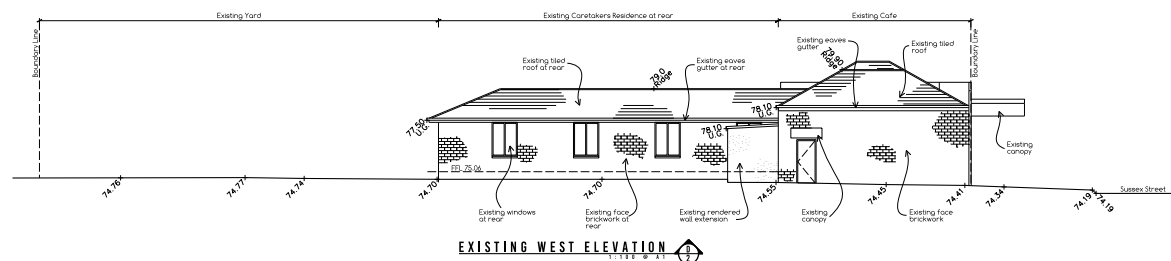 Existing Yard
Existing Caretakers Residence at rear
Existing Cafe
Boundary Line
Boundary Line
Existing tiled
roof at rear
79.0
Ridge
Existing eaves
gutter at rear
Existing eaves
gutter
79.90
Ridge
Existing tiled
roof
77.50
U.G.
78.10
U.G.
78.10
U.G.
Existing
canopy
FFL 75.06
74.76
74.77
74.74
74.70
74.70
74.55
74.45
74.41
74.34
74.19
74.19
Sussex Street
Existing windows
at rear
Existing face
brickwork at
rear
Existing rendered
wall extension
Existing
canopy
Existing face
brickwork
EXISTING WEST ELEVATION
1:100 @ A1
D
2